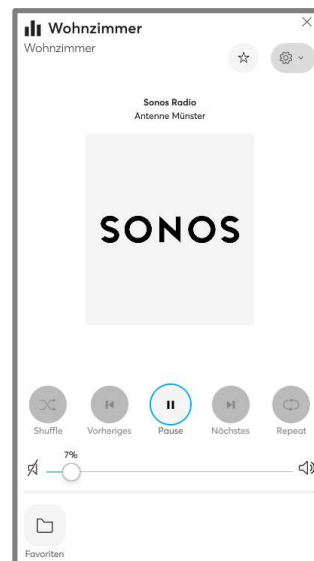 Wohnzimmer
Wohnzimmer
Sonos Radio
Antenne Münster
SONOS
Shuffle Vorheriges Pause Nächstes Repeat
7%
Favoriten